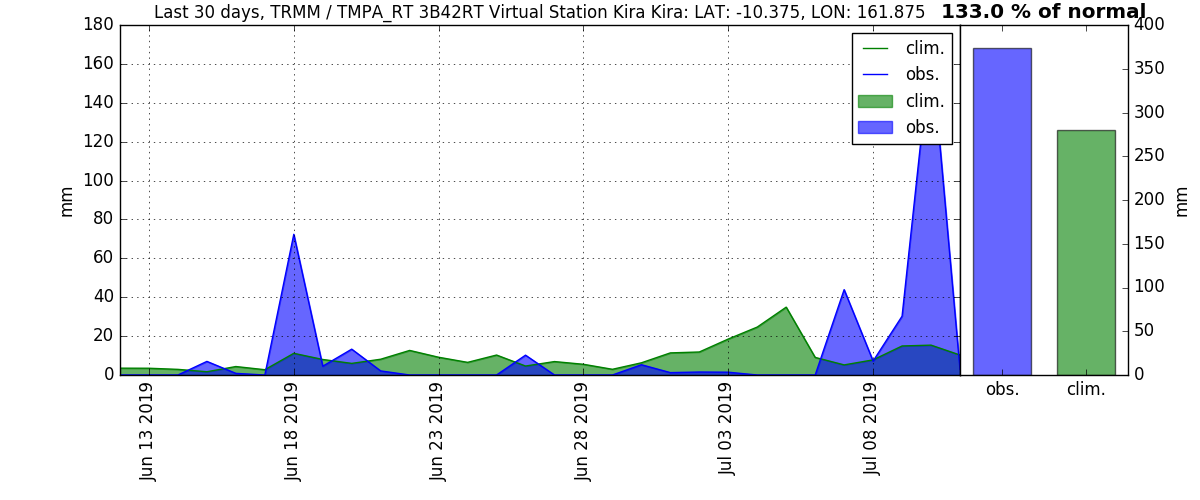 Last 30 days, TRMM / TMPA_RT 3B42RT Virtual Station Kira Kira: LAT: -10.375, LON: 161.875
133.0 % of normal
180
160
140
120
100
80
60
40
20
0
mm
clim.
obs.
clim.
obs.
Jun 13 2019
Jun 18 2019
Jun 23 2019
Jun 28 2019
Jul 03 2019
Jul 08 2019
400
350
300
250
200
150
100
50
0
mm
obs.
clim.